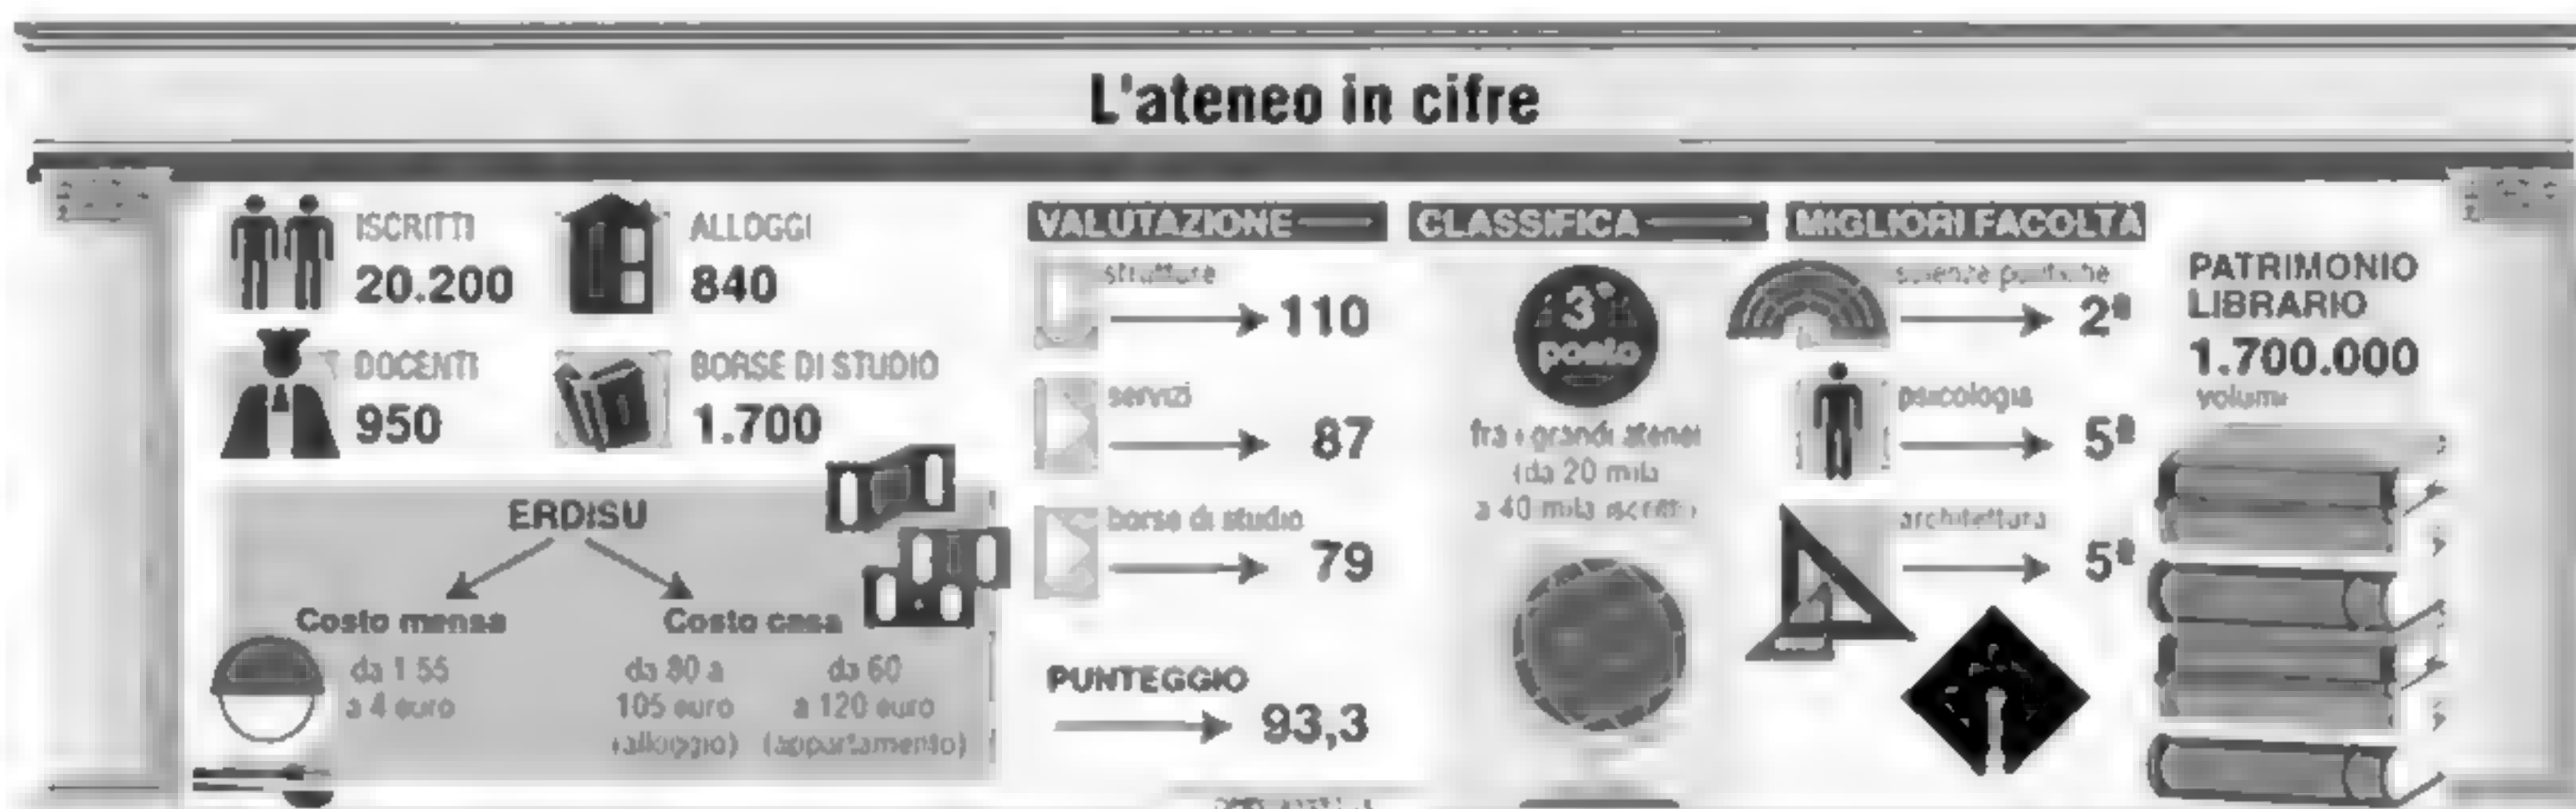 L'ateneo in cifre
ISCRITTI
20.200
ALLOGGI
840
DOCENTI
950
BORSE DI STUDIO
1.700
ERDISU
Costo mensa
da 1 55
a 4 euro
Costo casa
da 80 a
105 euro
(alloggio)
da 60
a 120 euro
(appartamento)
VALUTAZIONE
strutture
110
servizi
87
borse di studio
79
PUNTEGGIO
93,3
CLASSIFICA
3°
posto
fra i grandi atenei
(da 20 mila
a 40 mila iscritti)
MIGLIORI FACOLTÀ
scienze politiche
2ª
psicologia
5ª
architettura
5ª
PATRIMONIO
LIBRARIO
1.700.000
volumi